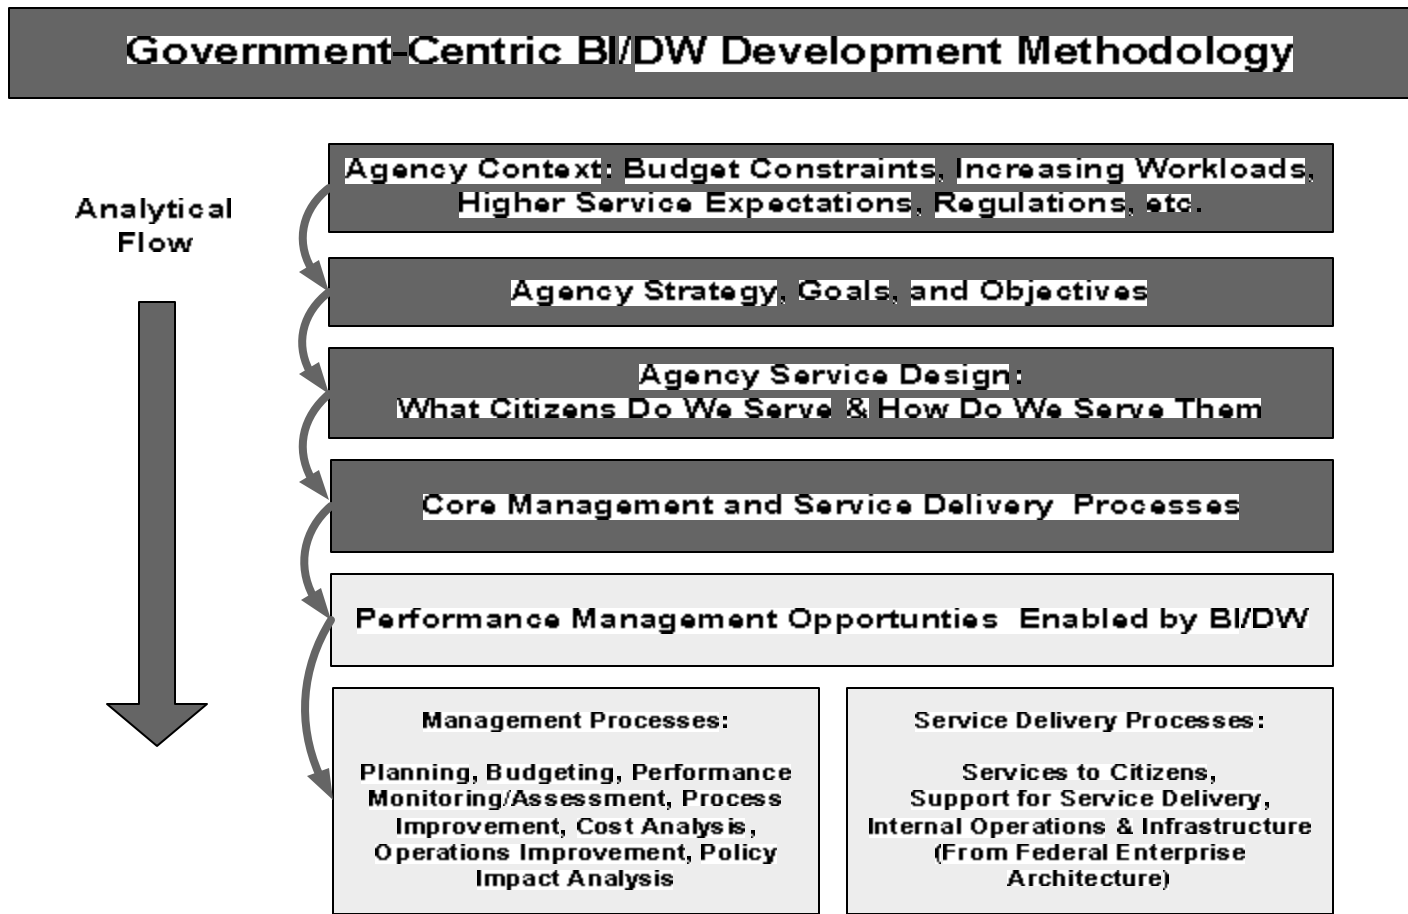 Government-Centric BI/DW Development Methodology
Analytical
Flow
Agency Context: Budget Constraints, Increasing Workloads,
Higher Service Expectations, Regulations, etc.
Agency Strategy, Goals, and Objectives
Agency Service Design:
What Citizens Do We Serve & How Do We Serve Them
Core Management and Service Delivery Processes
Performance Management Opportunties Enabled by BI/DW
Management Processes:
Planning, Budgeting, Performance
Monitoring/Assessment, Process
Improvement, Cost Analysis,
Operations Improvement, Policy
Impact Analysis
Service Delivery Processes:
Services to Citizens,
Support for Service Delivery,
Internal Operations & Infrastructure
(From Federal Enterprise
Architecture)